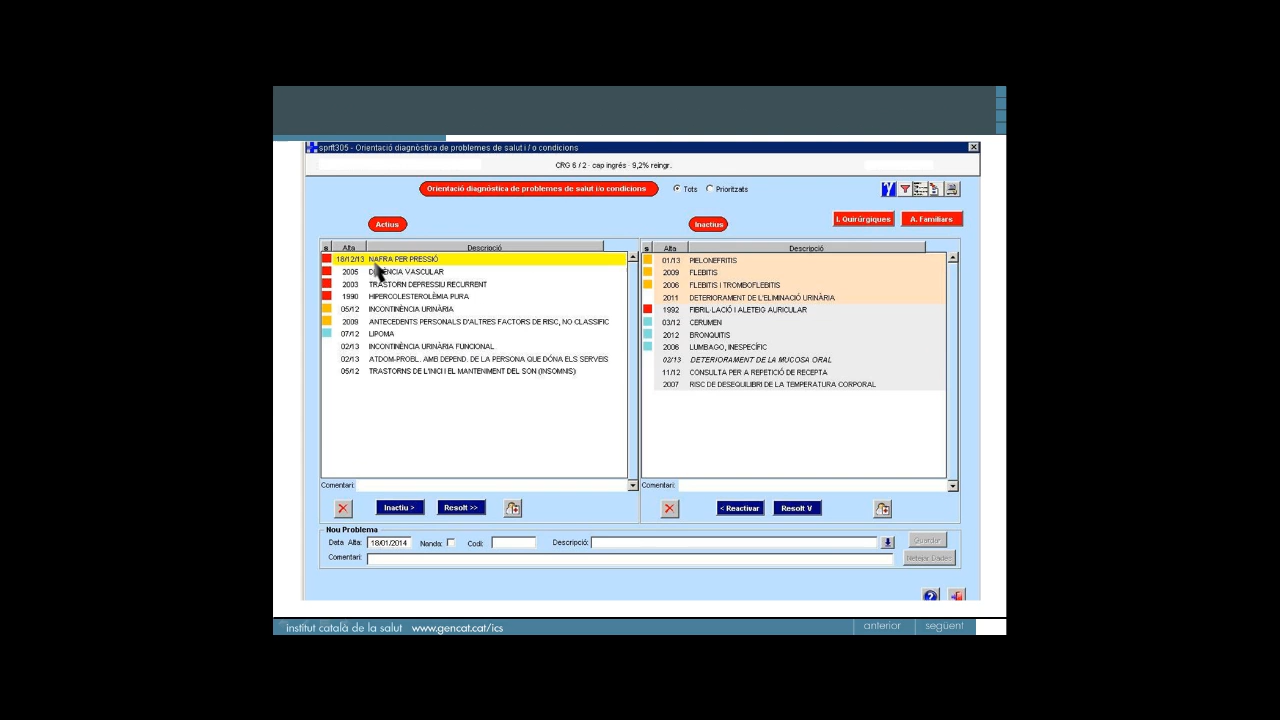 sprit305 - Orientació diagnòstica de problemes de salut i / o condicions
CRG 6 / 2 - cap ingrés - 9,2% reingr.
Orientació diagnòstica de problemes de salut i/o condicions
Tots
Prioritzats
Actius
Inactius
I. Quirúrgiques
A. Familiars
s Alta Descripció
18/12/13 NAFRA PER PRESSIÓ
2005 DEMÈNCIA VASCULAR
2003 TRASTORN DEPRESSIU RECURRENT
1990 HIPERCOLESTEROLÈMIA PURA
05/12 INCONTINÈNCIA URINÀRIA
2009 ANTECEDENTS PERSONALS D'ALTRES FACTORS DE RISC, NO CLASSIFIC
07/12 LIPOMA
02/13 INCONTINÈNCIA URINÀRIA FUNCIONAL
02/13 ATDOM-PROBL. AMB DEPEND. DE LA PERSONA QUE DÓNA ELS SERVEIS
05/12 TRASTORNS DE L'INICI I EL MANTENIMENT DEL SON (INSOMNIS)
Comentari:
Inactiu >
Resolt >>
s Alta Descripció
01/13 PIELONEFRITIS
2009 FLEBITIS
2006 FLEBITIS I TROMBOFLEBITIS
2011 DETERIORAMENT DE L'ELIMINACIÓ URINÀRIA
1992 FIBRIL·LACIÓ I ALETEIG AURICULAR
03/12 CERUMEN
2012 BRONQUITIS
2006 LUMBAGO, INESPECÍFIC
02/13 DETERIORAMENT DE LA MUCOSA ORAL
11/12 CONSULTA PER A REPETICIÓ DE RECEPTA
2007 RISC DE DESEQUILIBRI DE LA TEMPERATURA CORPORAL
Comentari:
< Reactivar
Resolt V
Nou Problema
Data Alta: 18/01/2014 Nanda: Codi: Descripció: Guardar
Comentari: Netejar Dades
institut català de la salut www.gencat.cat/ics
anterior
següent